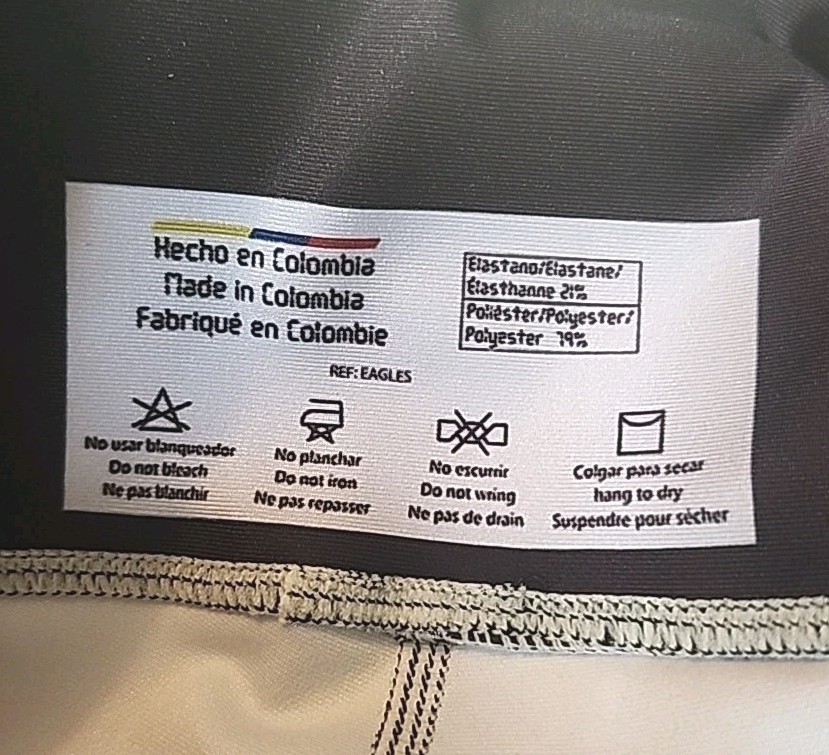 Hecho en Colombia
Made in Colombia
Fabriqué en Colombie
Elastano/Elastane/
Élasthanne 21%
Poliéster/Polyester/
Polyester 79%
REF: EAGLES
No usar blanqueador
Do not bleach
Ne pas blanchir
No planchar
Do not iron
Ne pas repasser
No escurrir
Do not wring
Ne pas de drain
Colgar para secar
hang to dry
Suspendre pour sécher